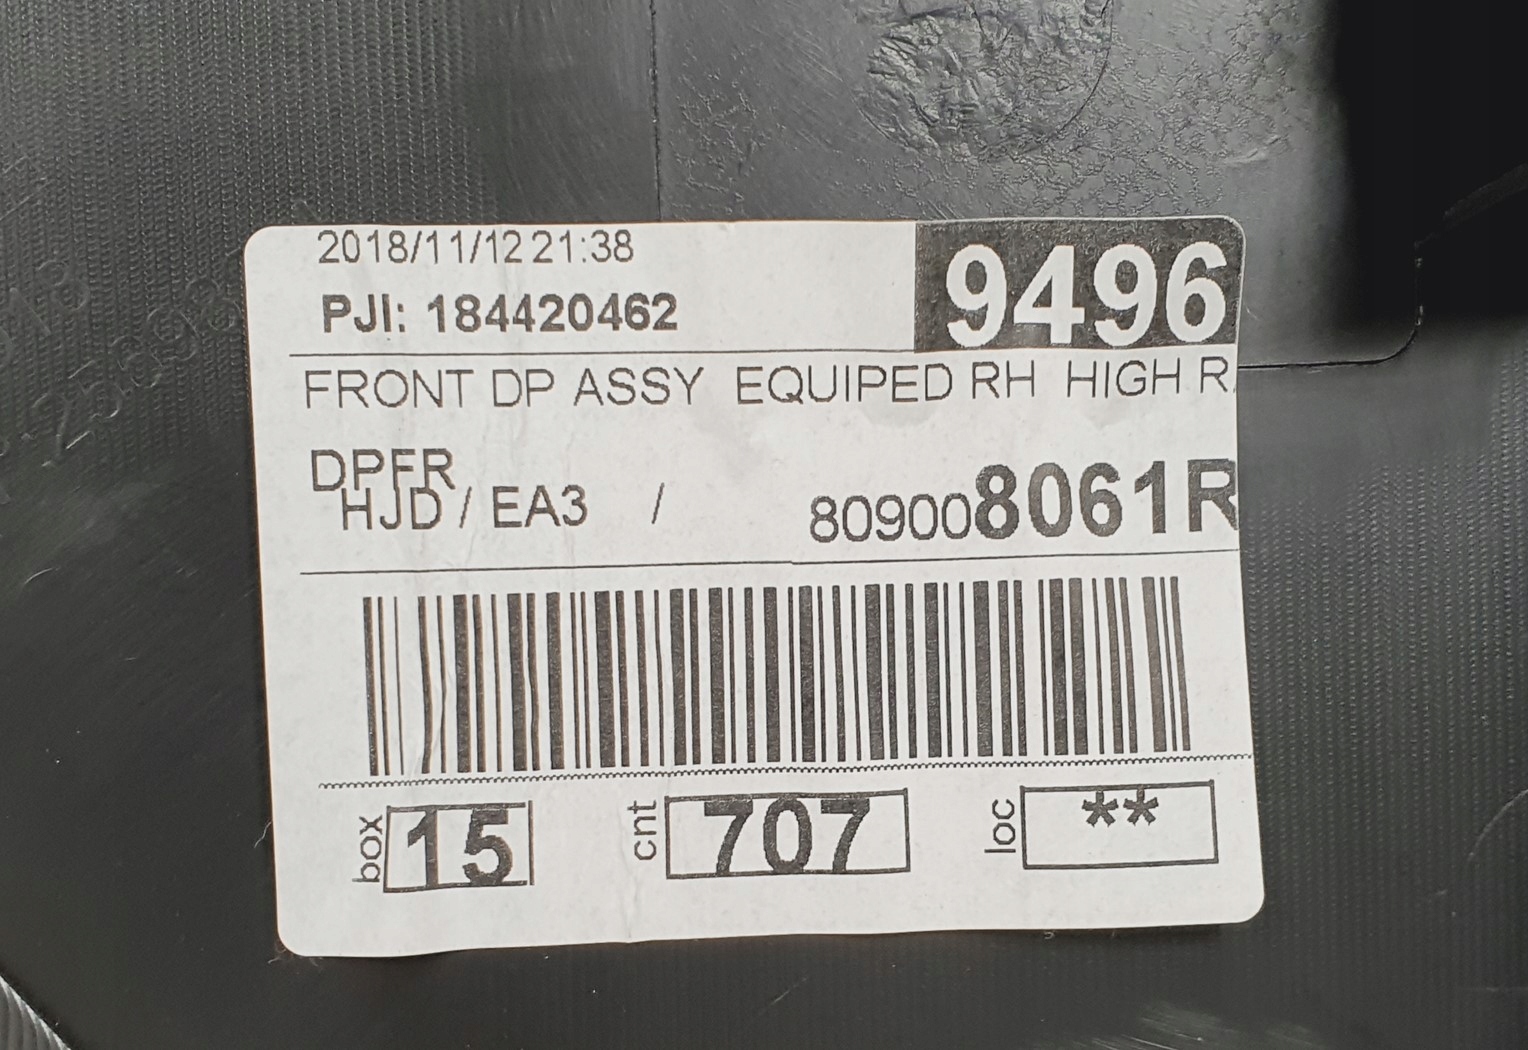 2018/11/12 21:38
9496
PJI: 184420462
FRONT DP ASSY EQUIPED RH HIGH R
DPFR
HJD / EA3 / 809008061R
box 15 cnt 707 loc **